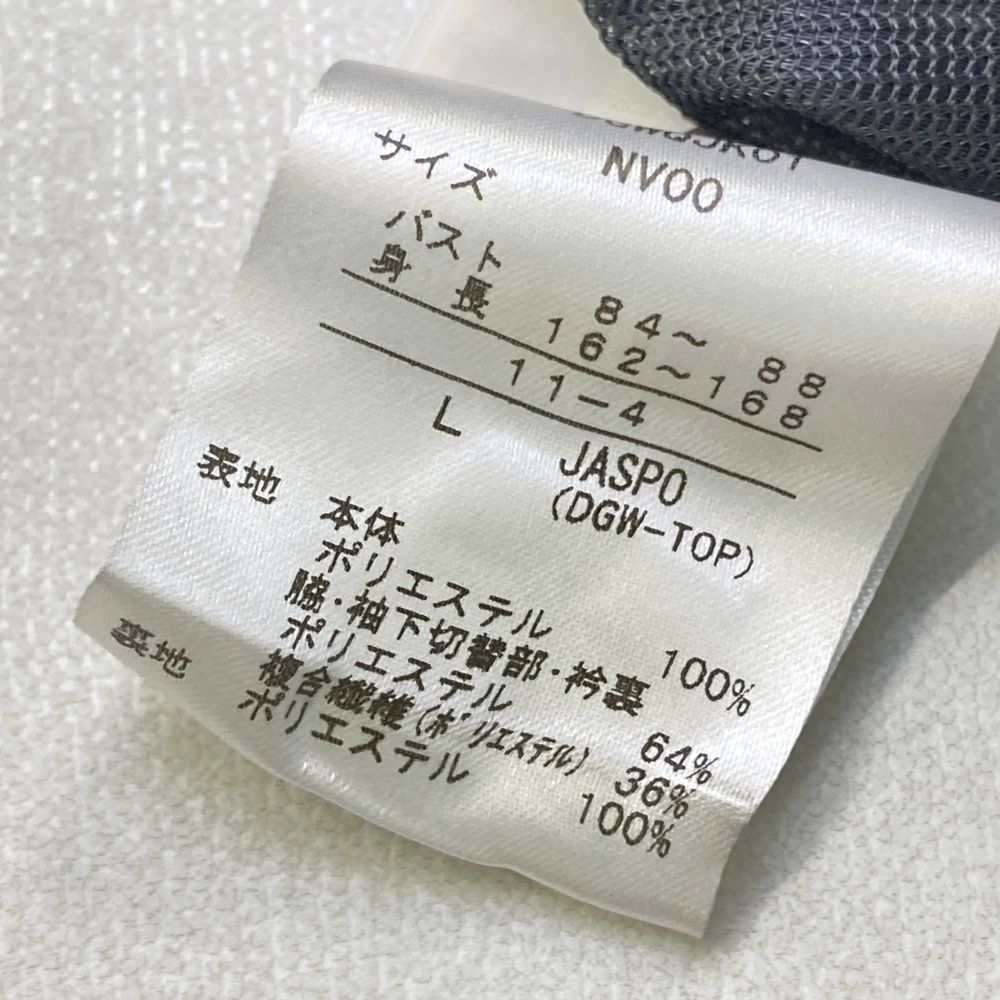 NV00
サイズ
バスト 84～ 88
身 長 162～168
11-4
L JASPO
(DGW-TOP)
表地 本体
ポリエステル 100%
脇・袖下切替部・衿裏
ポリエステル 64%
複合繊維(ポリエステル) 36%
裏地 ポリエステル 100%